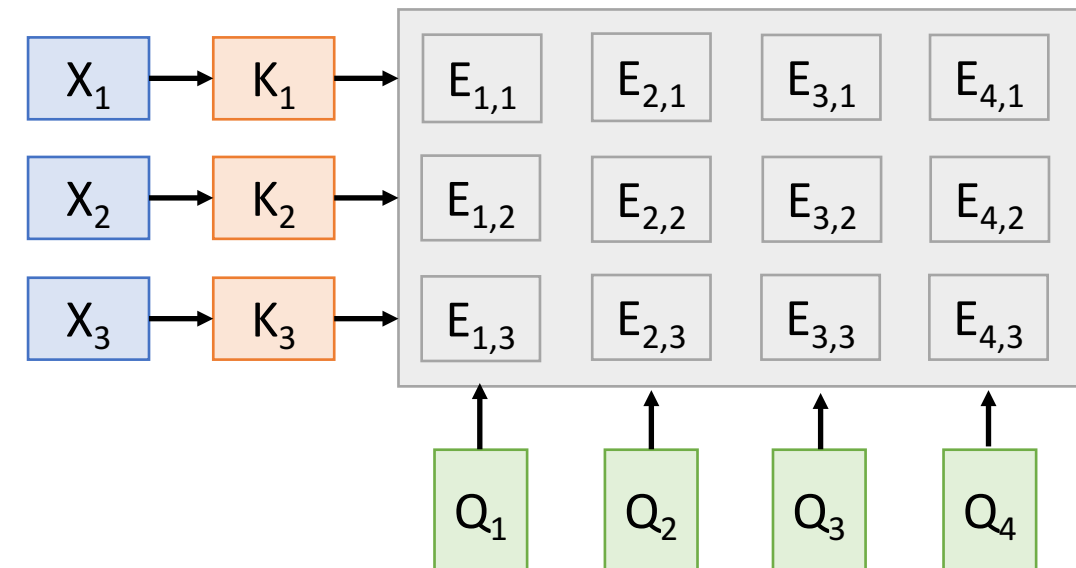 X1 K1 E1,1 E2,1 E3,1 E4,1
X2 K2 E1,2 E2,2 E3,2 E4,2
X3 K3 E1,3 E2,3 E3,3 E4,3
Q1 Q2 Q3 Q4